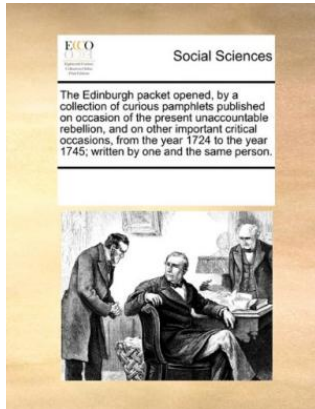 ECCO
Social Sciences
The Edinburgh packet opened, by a
collection of curious pamphlets published
on occasion of the present unaccountable
rebellion, and on other important critical
occasions, from the year 1724 to the year
1745; written by one and the same person.